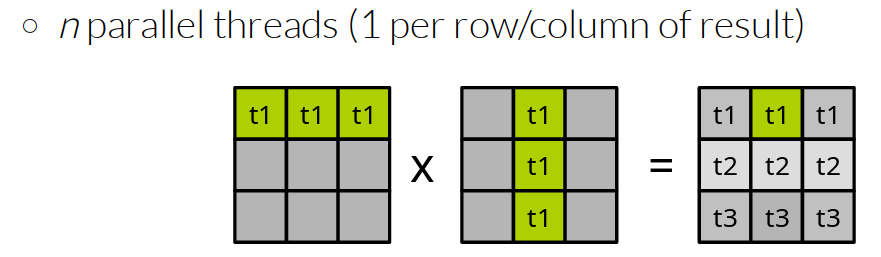 ○ n parallel threads (1 per row/column of result)
t1 t1 t1 t1 t1 t1 t1
x t1 = t2 t2 t2
t1 t3 t3 t3